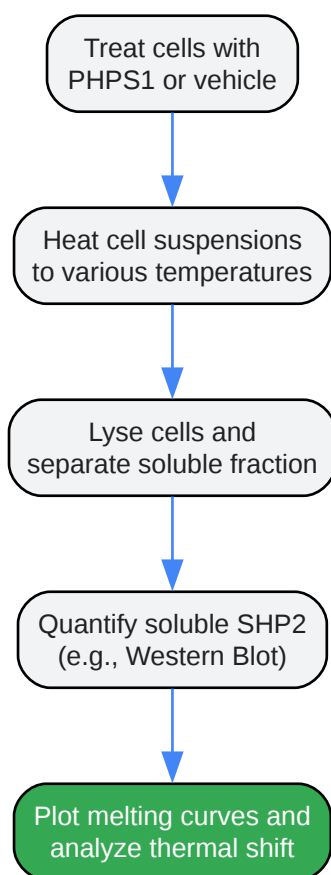 Treat cells with
PHPS1 or vehicle
Heat cell suspensions
to various temperatures
Lyse cells and
separate soluble fraction
Quantify soluble SHP2
(e.g., Western Blot)
Plot melting curves and
analyze thermal shift